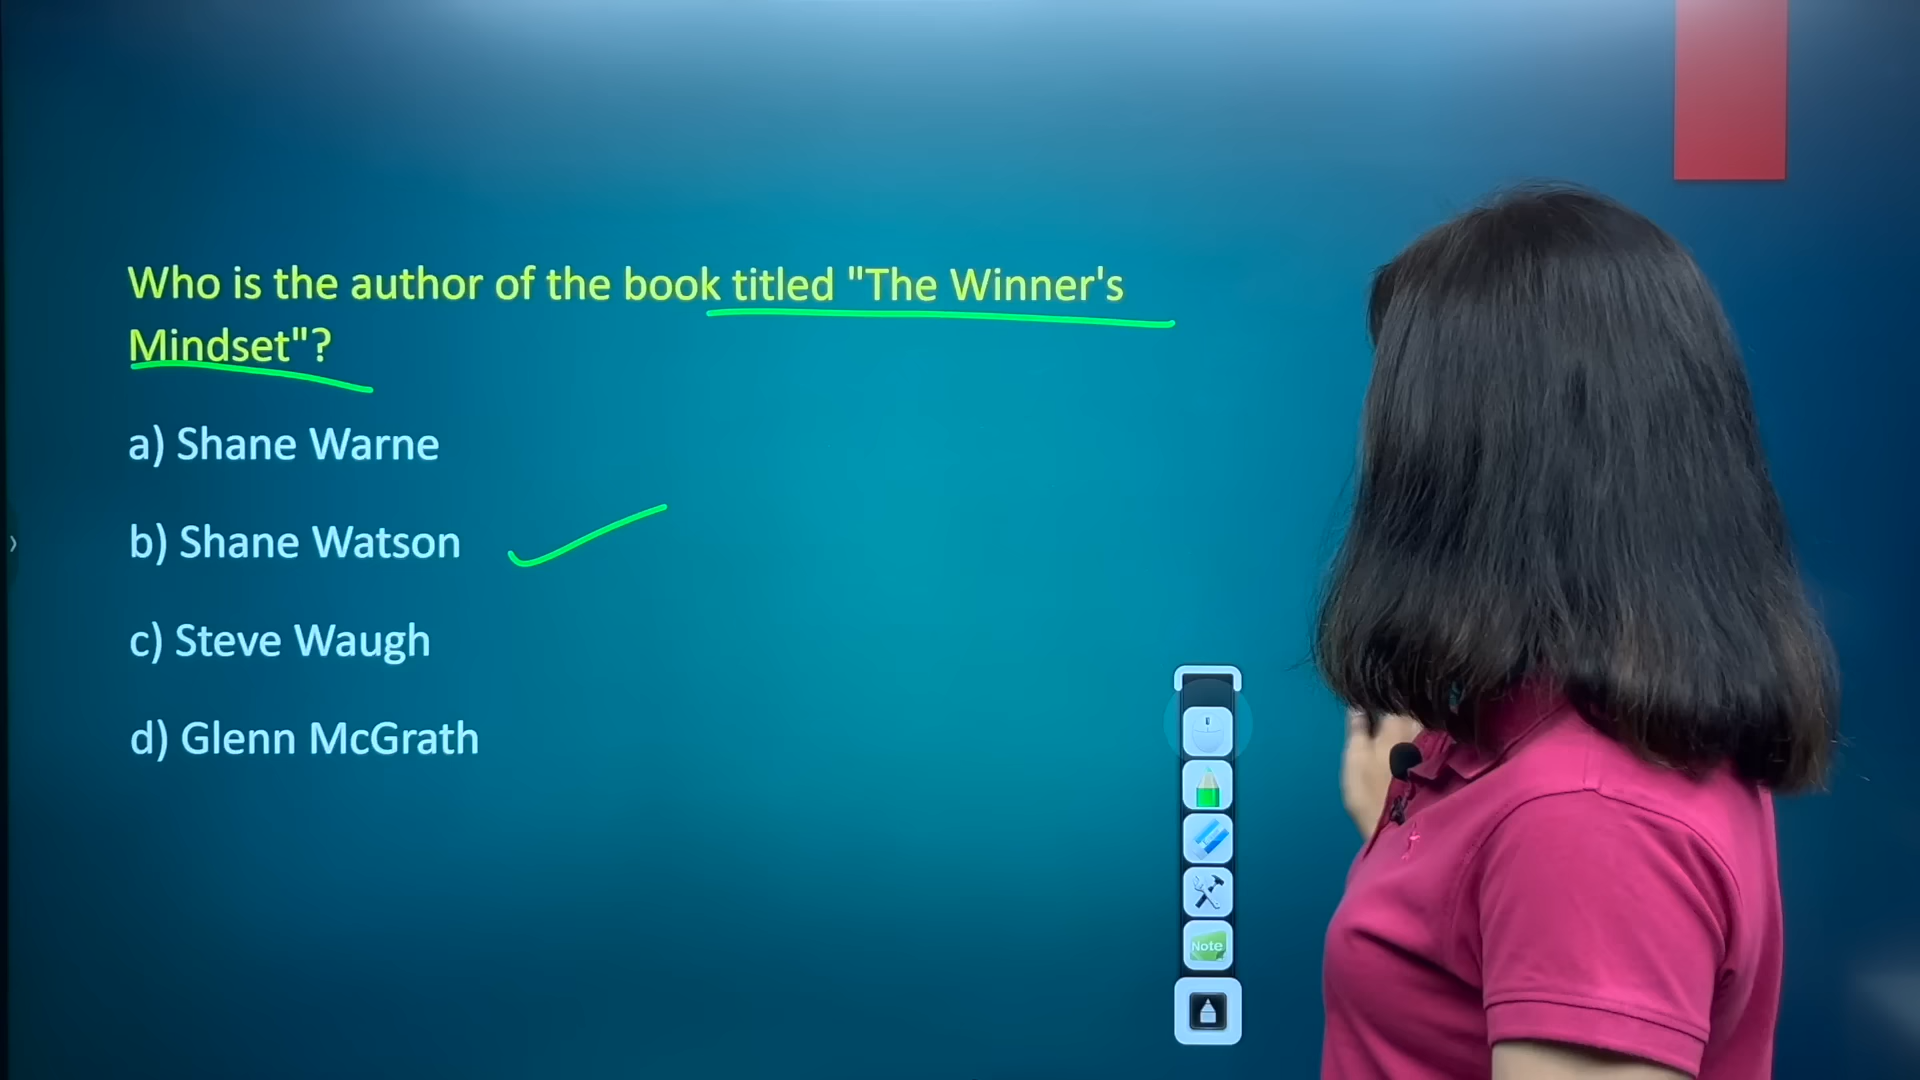 Who is the author of the book titled "The Winner's
Mindset"?
a) Shane Warne
b) Shane Watson
c) Steve Waugh
d) Glenn McGrath
Note